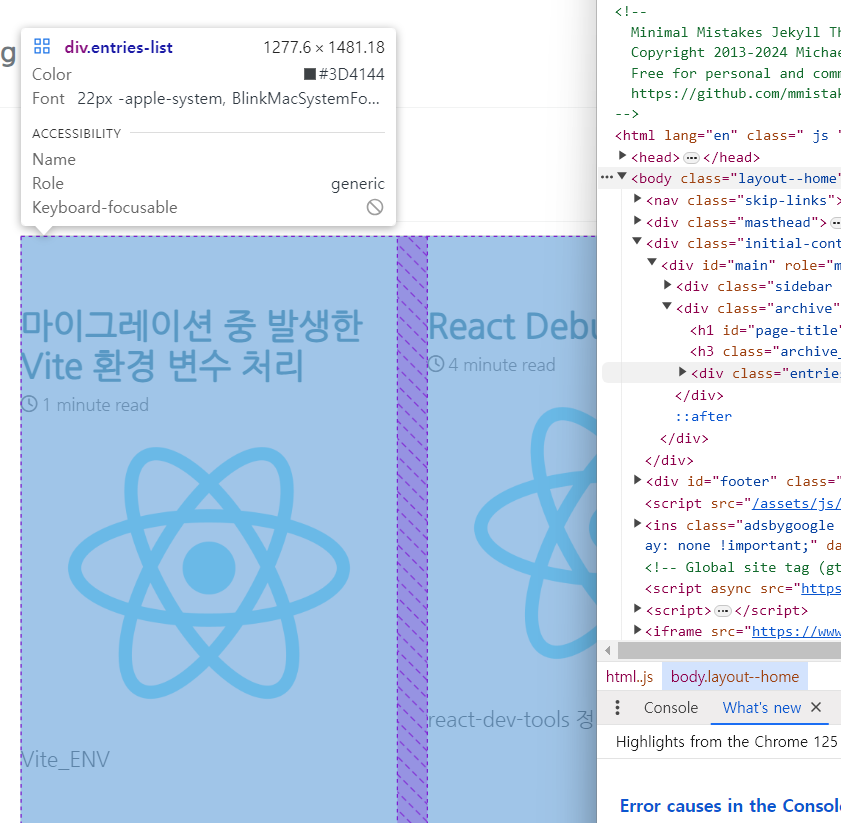 g
div.entries-list 1277.6 × 1481.18
Color #3D4144
Font 22px -apple-system, BlinkMacSystemFo...
ACCESSIBILITY
Name
Role generic
Keyboard-focusable
마이그레이션 중 발생한
Vite 환경 변수 처리
1 minute read
Vite_ENV
React Debu
4 minute read
react-dev-tools 정
<!--
Minimal Mistakes Jekyll Th
Copyright 2013-2024 Michae
Free for personal and comm
https://github.com/mmistak
-->
<html lang="en" class=" js "
<head> ··· </head>
··· <body class="layout--home"
<nav class="skip-links">
<div class="masthead"> ···
<div class="initial-cont
<div id="main" role="m
<div class="sidebar
<div class="archive"
<h1 id="page-title"
<h3 class="archive_
<div class="entries
</div>
::after
</div>
</div>
<div id="footer" class="
<script src="/assets/js/
<ins class="adsbygoogle
ay: none !important;" da
<!-- Global site tag (gt
<script async src="https
<script> ··· </script>
<iframe src="https://www
html..js body.layout--home
Console What's new
Highlights from the Chrome 125
Error causes in the Consol